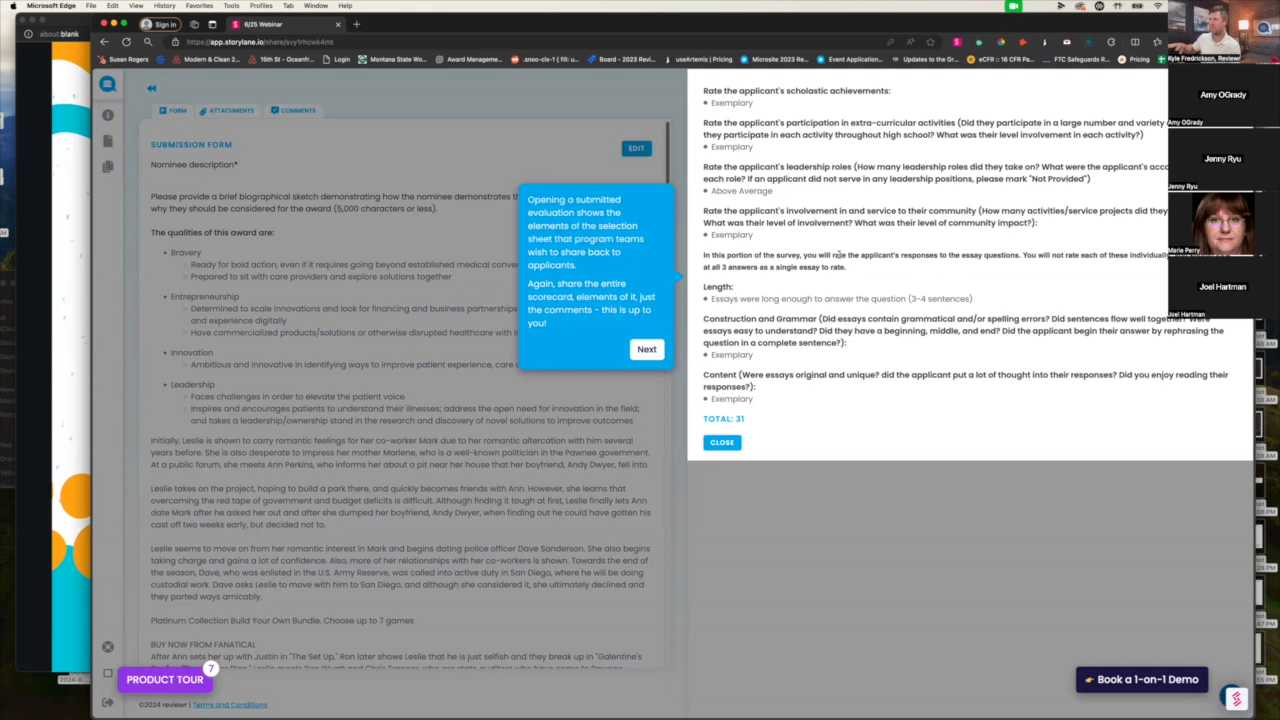 Microsoft Edge File Edit View History Favorites Tools Profiles Tab Window Help
about:blank
Sign in
6/25 Webinar
https://app.storylane.io/share/svy1rhcwk4mt
Susan Rogers
Modern & Clean 2...
15th St - Oceanfr...
Login
Montana State Wo...
Award Manageme...
.snoo-cls-1 { fill: u...
Board - 2023 Revi...
useArtemis | Pricing
Microsite 2023 R...
Event Application...
Updates to the Gr...
eCFR :: 16 CFR Pa...
FTC Safeguards R...
Pricing
FORM
ATTACHMENTS
COMMENTS
SUBMISSION FORM
EDIT
Nominee description*
Please provide a brief biographical sketch demonstrating how the nominee demonstrates
why they should be considered for the award (5,000 characters or less).
The qualities of this award are:
Bravery
Ready for bold action, even if it requires going beyond established medical conven
Prepared to sit with care providers and explore solutions together
Entrepreneurship
Determined to scale innovations and look for financial and business partnerships
and experience digitally
Have commercialized products/solutions or otherwise disrupted healthcare with in
Innovation
Ambitious and innovative in identifying ways to improve patient experience, care
Leadership
Faces challenges in order to elevate the patient voice
Inspires and encourages patients to understand their illnesses; address the open need for innovation in the field;
and takes a leadership/ownership stand in the research and discovery of novel solutions to improve outcomes
Initially, Leslie is shown to carry romantic feelings for her co-worker Mark due to her romantic altercation with him several
years before. She is also desperate to impress her mother Marlene, who is a well-known politician in the Pawnee government.
At a public forum, she meets Ann Perkins, who informs her about a pit near her house that her boyfriend, Andy Dwyer, fell into.
Leslie takes on the project, hoping to build a park there, and quickly becomes friends with Ann. However, she learns that
overcoming the red tape of government and budget deficits is difficult. Although finding it tough at first, Leslie finally lets Ann
date Mark after he asked her out and after she dumped her boyfriend, Andy Dwyer, when finding out he could have gotten his
cast off two weeks early, but decided not to.
Leslie seems to move on from her romantic interest in Mark and begins dating police officer Dave Sanderson. She also begins
taking charge and gains a lot of confidence. Also, more of her relationships with her co-workers is shown. Towards the end of
the season, Dave, who was enlisted in the U.S. Army Reserve, was called into active duty in San Diego, where he will be doing
custodial work. Dave asks Leslie to move with him to San Diego, and although she considered it, she ultimately declined and
they parted ways amicably.
Platinum Collection Build Your Own Bundle. Choose up to 7 games
BUY NOW FROM FANATICAL
After Ann sets her up with Justin in "The Set Up," Ron later shows Leslie that he is just selfish and they break up in "Galentine's
©2024 reviewr | Terms and Conditions
PRODUCT TOUR
7
Opening a submitted
evaluation shows the
elements of the selection
sheet that program teams
wish to share back to
applicants.
Again, share the entire
scorecard, elements of it, just
the comments - this is up to
you!
Next
Rate the applicant's scholastic achievements:
Exemplary
Rate the applicant's participation in extra-curricular activities (Did they participate in a large number and variety
they participate in each activity throughout high school? What was their level involvement in each activity?)
Exemplary
Rate the applicant's leadership roles (How many leadership roles did they take on? What were the applicant's acco
each role? If an applicant did not serve in any leadership positions, please mark "Not Provided")
Above Average
Rate the applicant's involvement in and service to their community (How many activities/service projects did they
What was their level of involvement? What was their level of community impact?):
Exemplary
In this portion of the survey, you will rate the applicant's responses to the essay questions. You will not rate each of these individually
at all 3 answers as a single essay to rate.
Length:
Essays were long enough to answer the question (3-4 sentences)
Construction and Grammar (Did essays contain grammatical and/or spelling errors? Did sentences flow well together? Were
essays easy to understand? Did they have a beginning, middle, and end? Did the applicant begin their answer by rephrasing the
question in a complete sentence?):
Exemplary
Content (Were essays original and unique? did the applicant put a lot of thought into their responses? Did you enjoy reading their
responses?):
Exemplary
TOTAL: 31
CLOSE
Book a 1-on-1 Demo
Kyle Fredrickson, Reviewr
Amy OGrady
Amy OGrady
Jenny Ryu
Jenny Ryu
Marie Perry
Joel Hartman
Joel Hartman